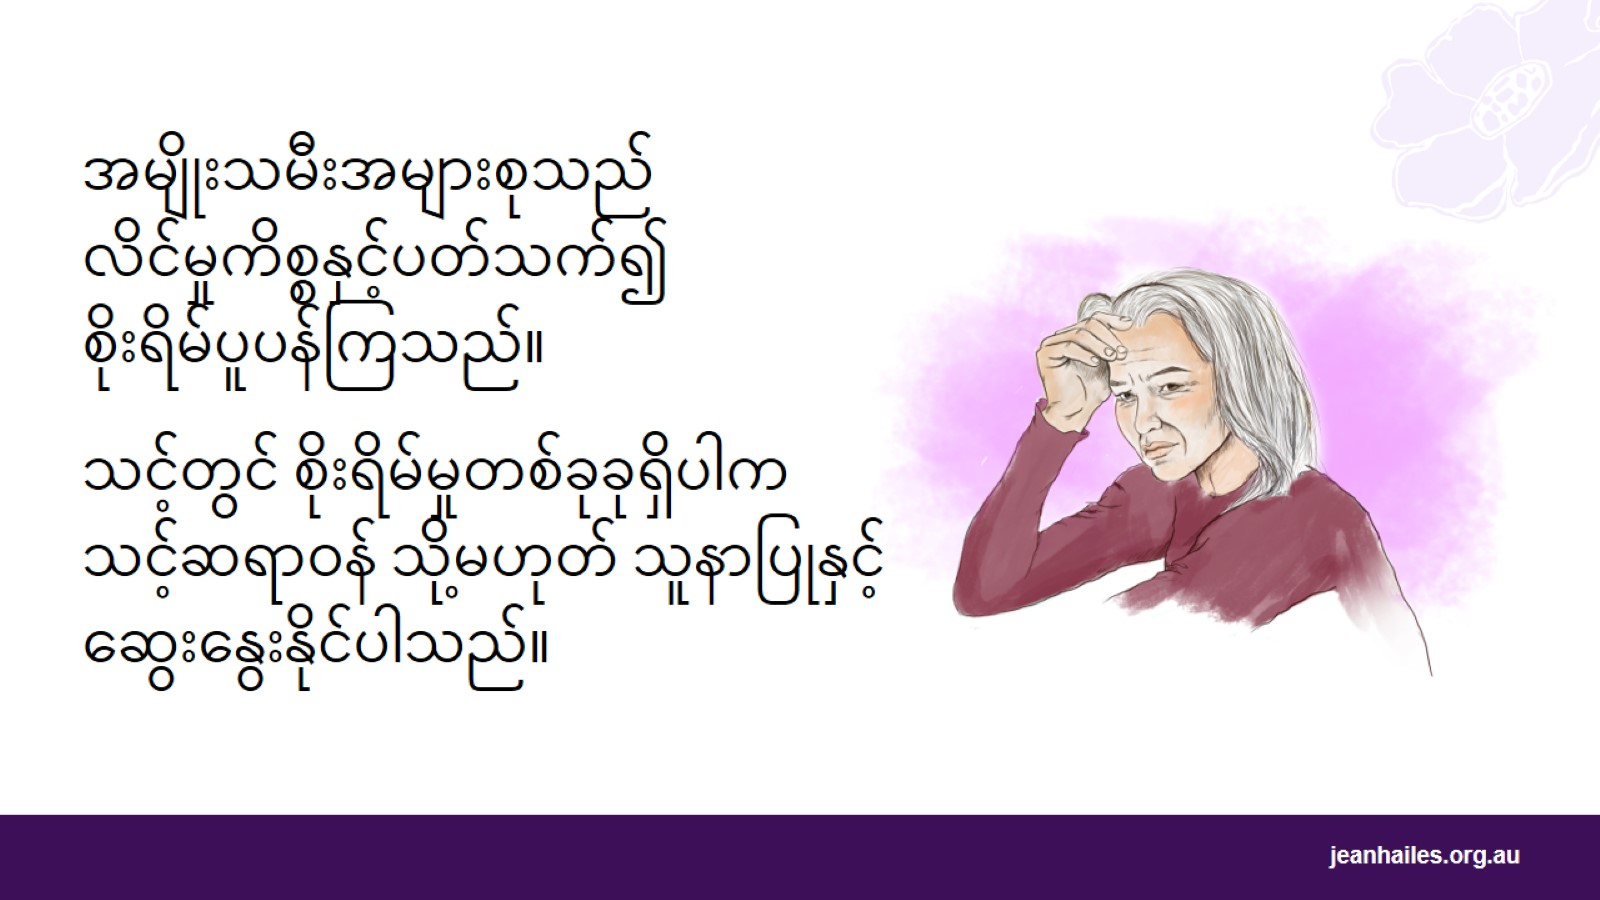 အမျိုးသမီးအများစုသည်
လိင်မှုကိစ္စနှင့်ပတ်သက်၍
စိုးရိမ်ပူပန်ကြသည်။
သင့်တွင် စိုးရိမ်မှုတစ်ခုခုရှိပါက
သင့်ဆရာဝန် သို့မဟုတ် သူနာပြုနှင့်
ဆွေးနွေးနိုင်ပါသည်။
jeanhailes.org.au